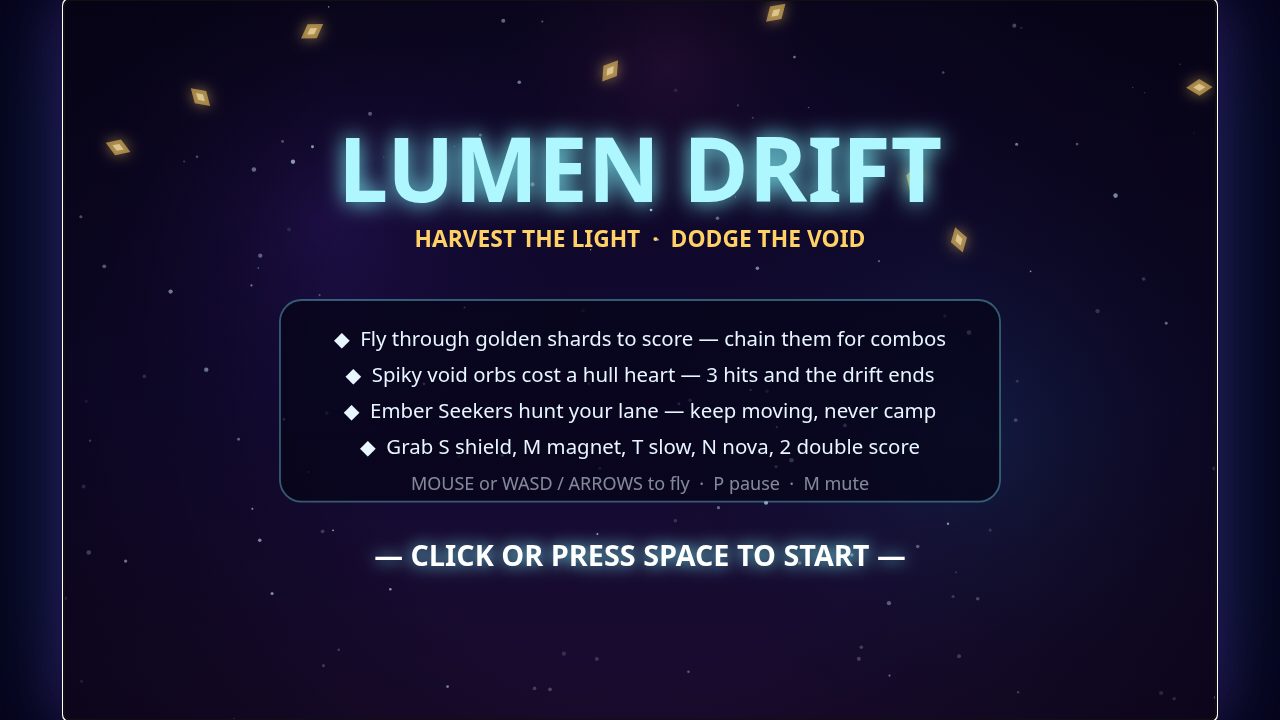 LUMEN DRIFT
HARVEST THE LIGHT · DODGE THE VOID
◆ Fly through golden shards to score — chain them for combos
◆ Spiky void orbs cost a hull heart — 3 hits and the drift ends
◆ Ember Seekers hunt your lane — keep moving, never camp
◆ Grab S shield, M magnet, T slow, N nova, 2 double score
MOUSE or WASD / ARROWS to fly · P pause · M mute
— CLICK OR PRESS SPACE TO START —